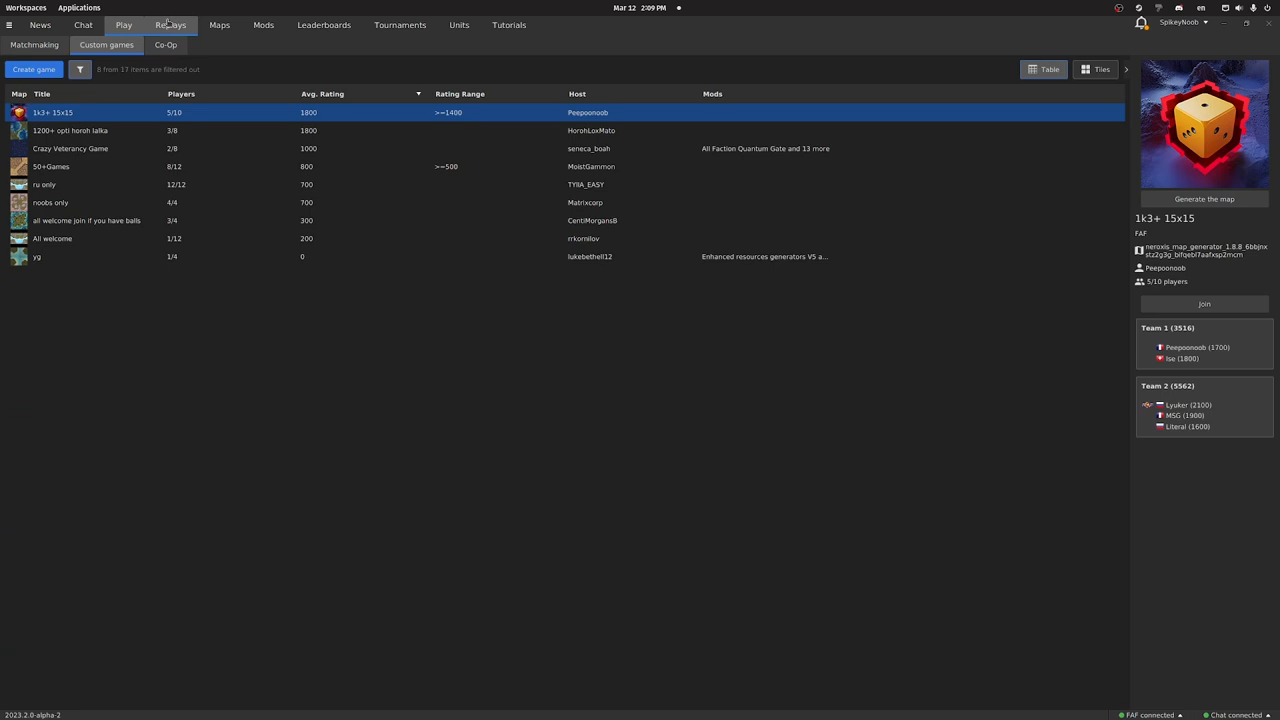 Workspaces Applications Mar 12 2:09 PM en
News Chat Play Replays Maps Mods Leaderboards Tournaments Units Tutorials SpikeyNoob
Matchmaking Custom games Co-Op
Create game 8 from 17 items are filtered out Table Tiles
Map Title Players Avg. Rating Rating Range Host Mods
1k3+ 15x15 5/10 1800 >~1400 Peepoonoob
1200+ opti horoh lalka 3/8 1800 HorohLoxMato
Crazy Veterancy Game 2/8 1000 seneca_boah All Faction Quantum Gate and 13 more
50+Games 8/12 800 >~500 MoistGammon
ru only 12/12 700 TYllA_EASY
noobs only 4/4 700 Matrixcorp
all welcome join if you have balls 3/4 300 CentiMorgansB
All welcome 1/12 200 rrkornilov
yg 1/4 0 lukebethell12 Enhanced resources generators V5 a...
Generate the map
1k3+ 15x15
FAF
neroxis_map_generator_1.8.8_6bbjnx
stz2g3g_bifqebl7aafxsp2mcm
Peepoonoob
5/10 players
Join
Team 1 (3516)
Peepoonoob (1700)
Ise (1800)
Team 2 (5562)
Lyuker (2100)
MSG (1900)
Literal (1600)
2023.2.0-alpha-2 FAF connected Chat connected